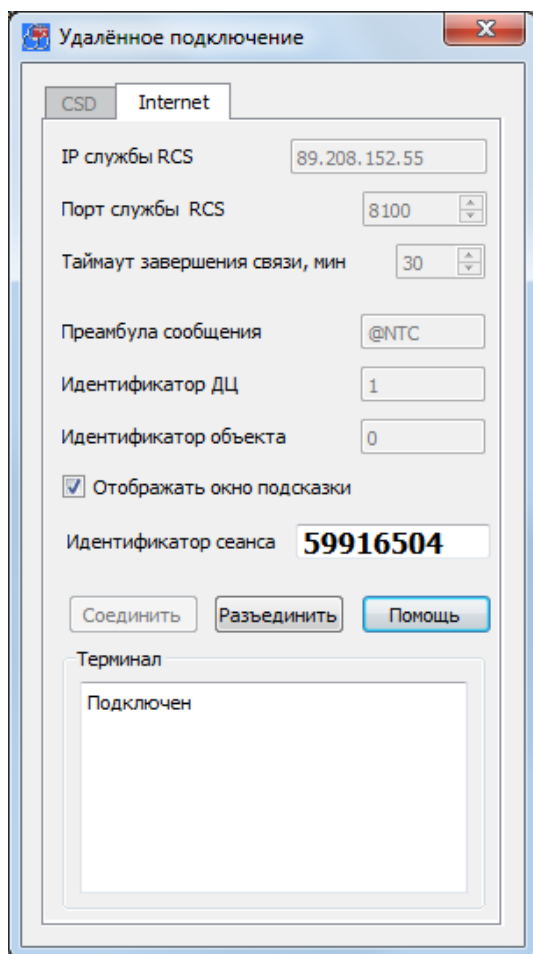 Удалённое подключение
CSD Internet
IP службы RCS 89.208.152.55
Порт службы RCS 8100
Таймаут завершения связи, мин 30
Преамбула сообщения @NTC
Идентификатор ДЦ 1
Идентификатор объекта 0
Отображать окно подсказки
Идентификатор сеанса 59916504
Соединить Разъединить Помощь
Терминал
Подключен